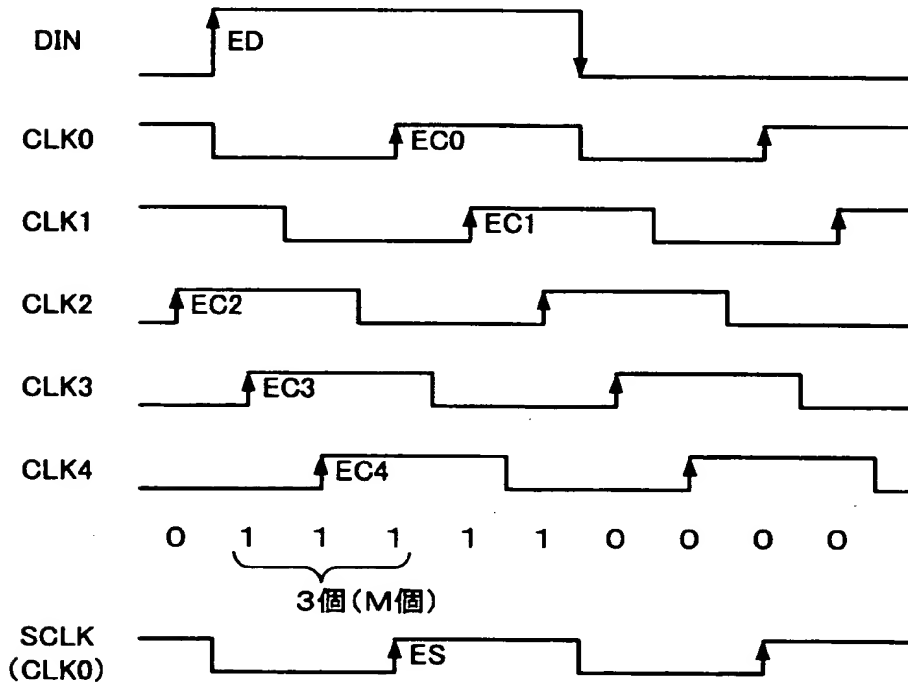 DIN
ED
CLK0
EC0
CLK1
EC1
CLK2
EC2
CLK3
EC3
CLK4
EC4
0 1 1 1 1 1 0 0 0 0
3個(M個)
SCLK
(CLK0)
ES